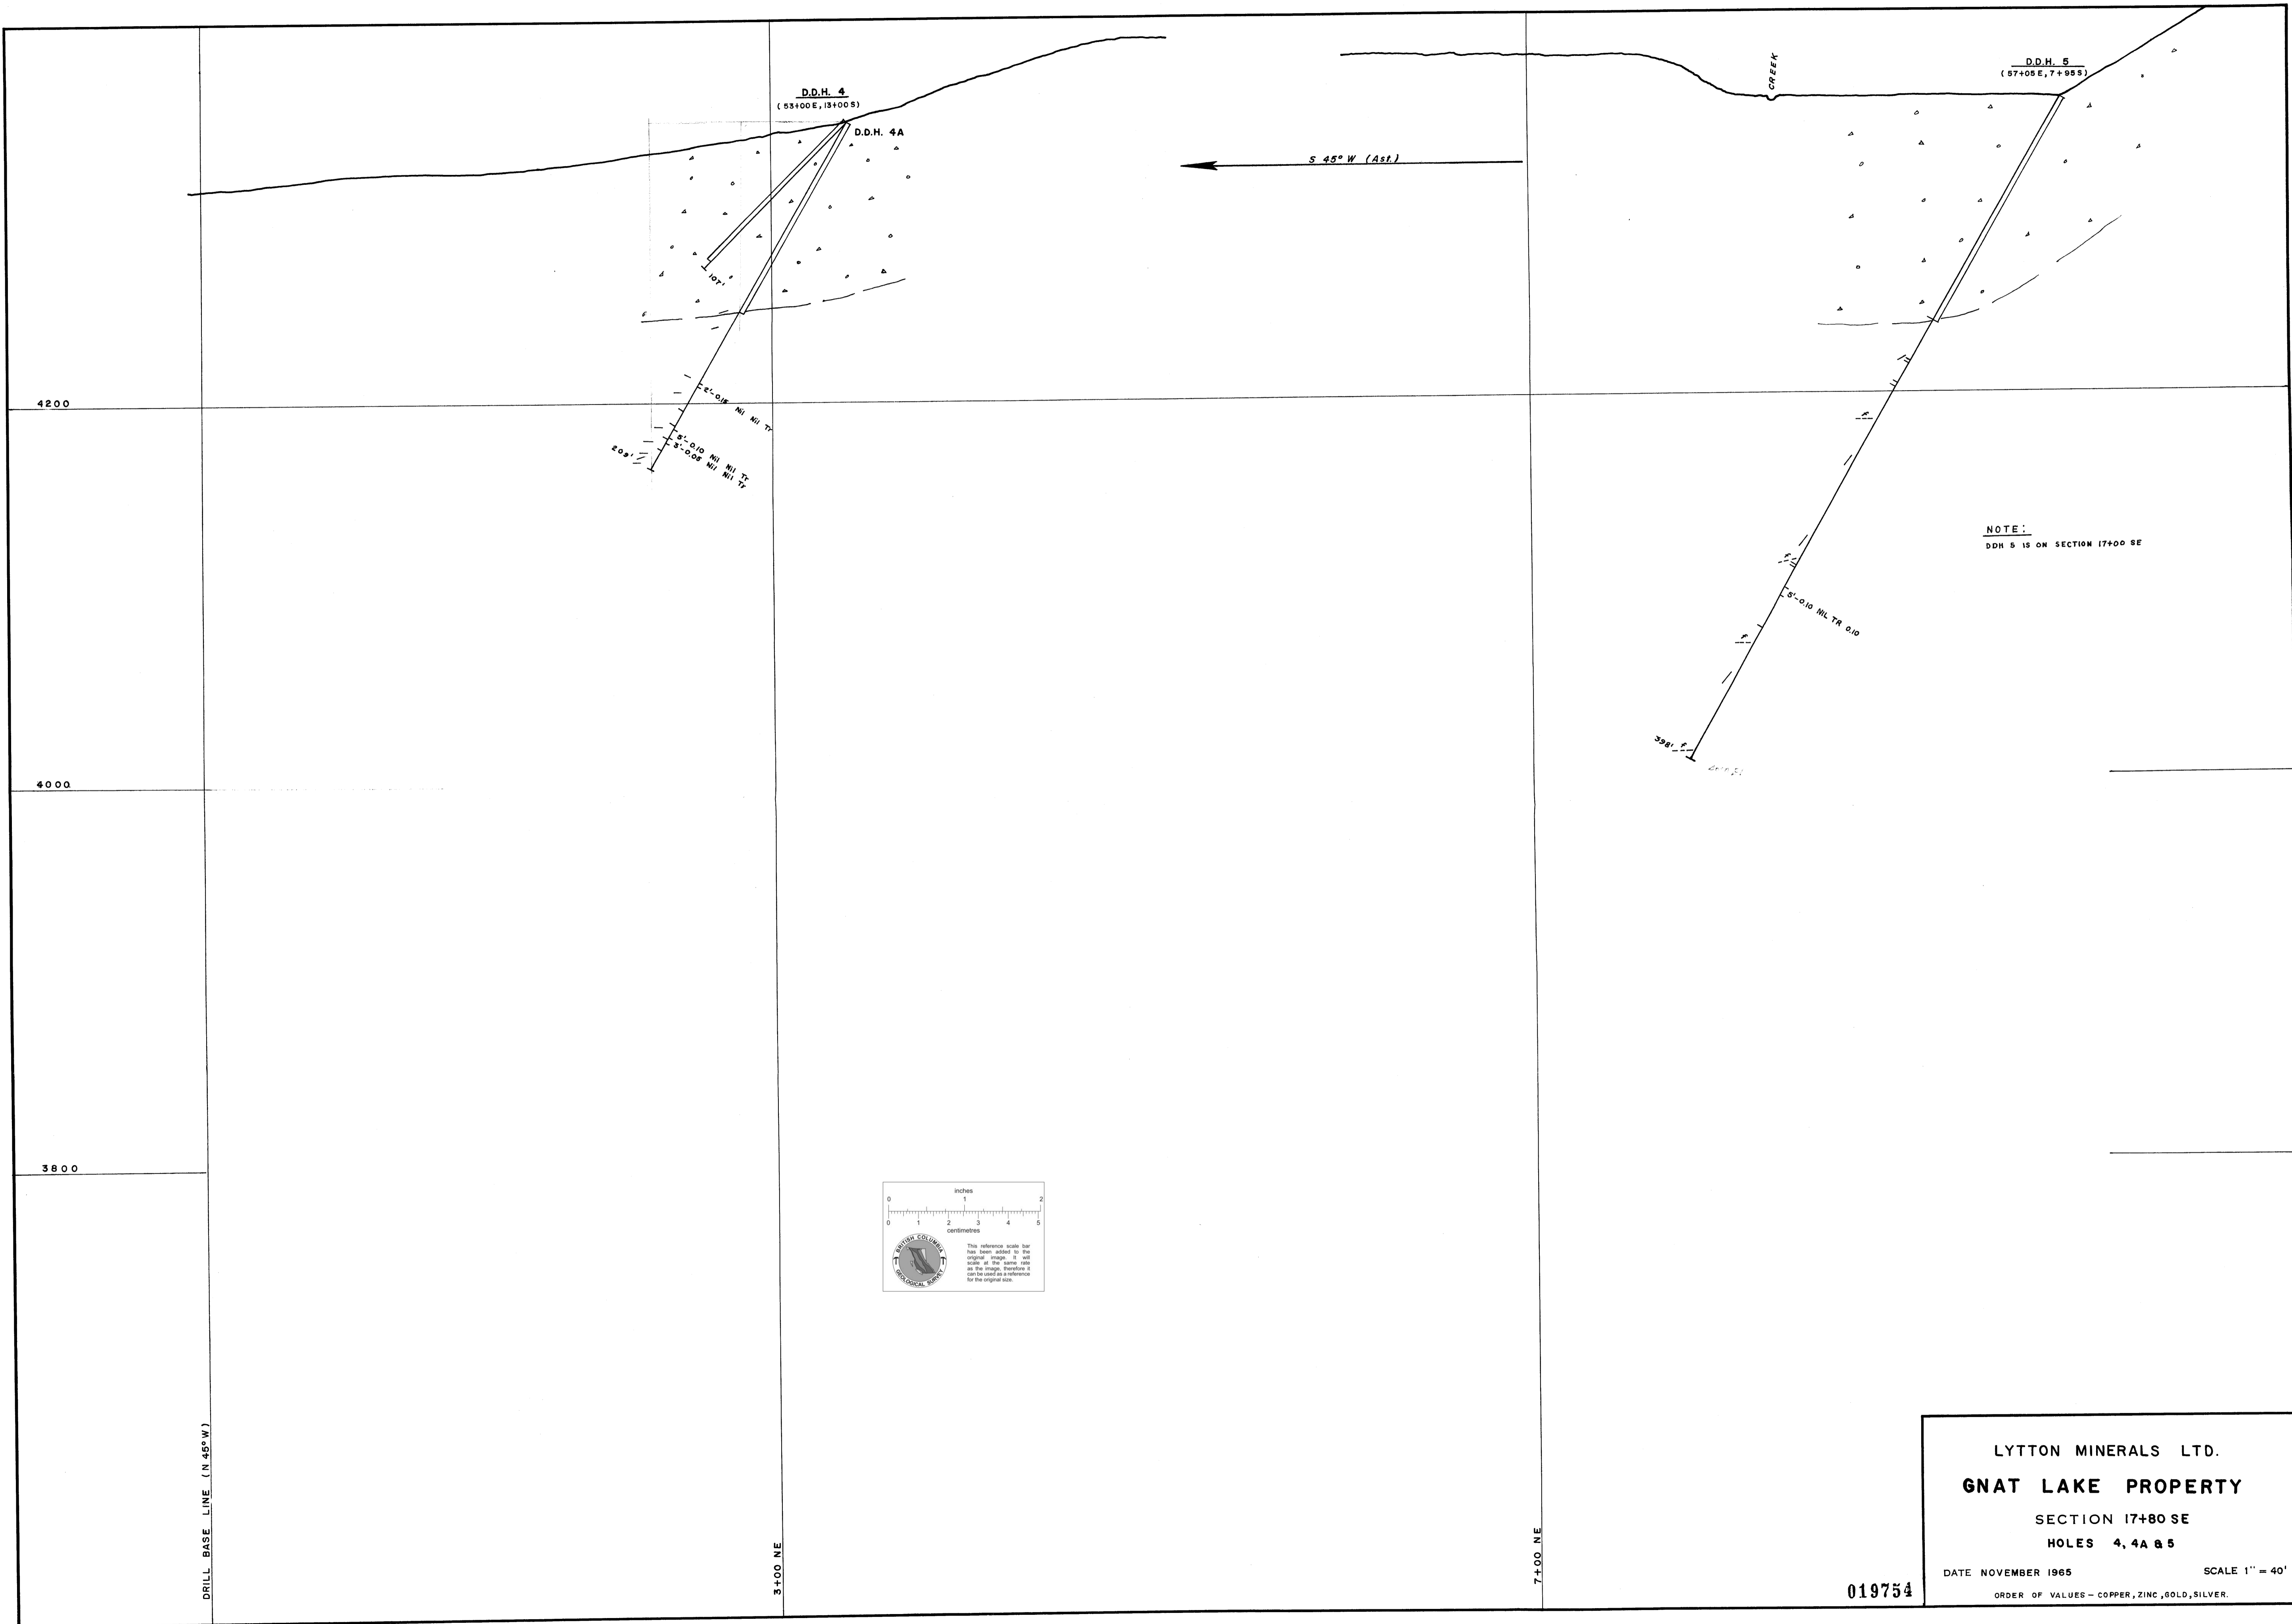 D.D.H. 4
(53+00E, 13+00S)
D.D.H. 4A
S 45° W (Ast.)
CREEK
D.D.H. 5
(57+05E, 7+95S)
107'
4200
2'-0.15 Nil Nil Tr
5'-0.10 Nil Nil Tr
3'-0.05 Nil Nil Tr
209'
f
f
f
NOTE:
DDH 5 IS ON SECTION 17+00 SE
5'-0.10 NIL TR 0.10
f
398'
f
4000
3800
inches
0 1 2
0 1 2 3 4 5
centimetres
BRITISH COLUMBIA
GEOLOGICAL SURVEY
This reference scale bar
has been added to the
original image. It will
scale at the same rate
as the image, therefore it
can be used as a reference
for the original size.
DRILL BASE LINE (N 45° W)
3+00 NE
7+00 NE
019754
LYTTON MINERALS LTD.
GNAT LAKE PROPERTY
SECTION 17+80 SE
HOLES 4, 4A & 5
DATE NOVEMBER 1965
SCALE 1" = 40'
ORDER OF VALUES - COPPER, ZINC, GOLD, SILVER.